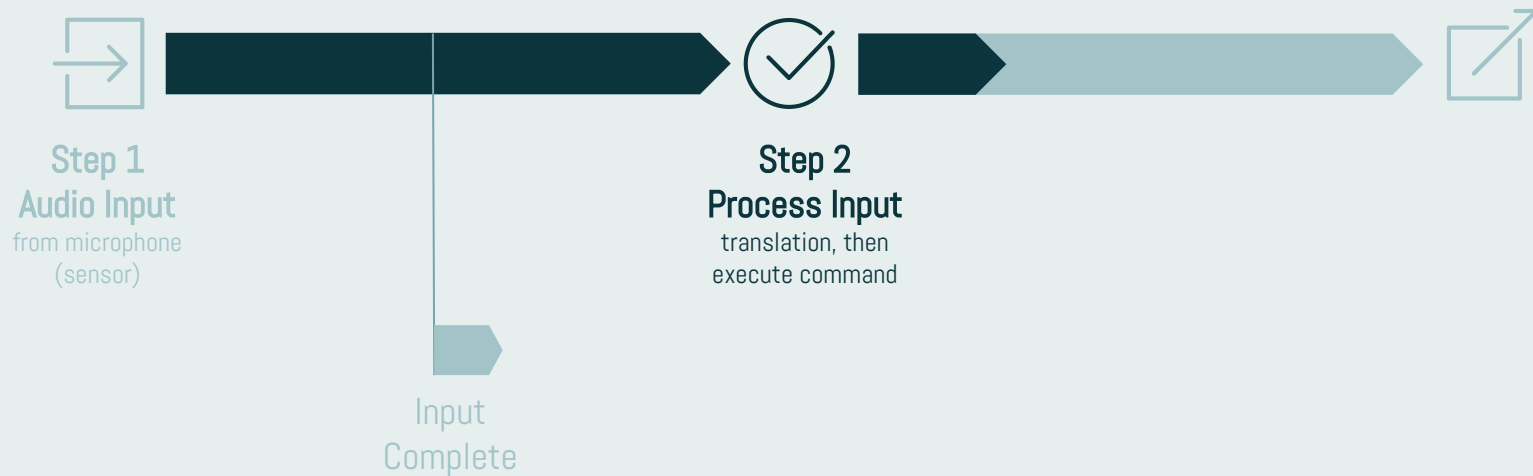 Step 1
Audio Input
from microphone
(sensor)
Step 2
Process Input
translation, then
execute command
Input
Complete